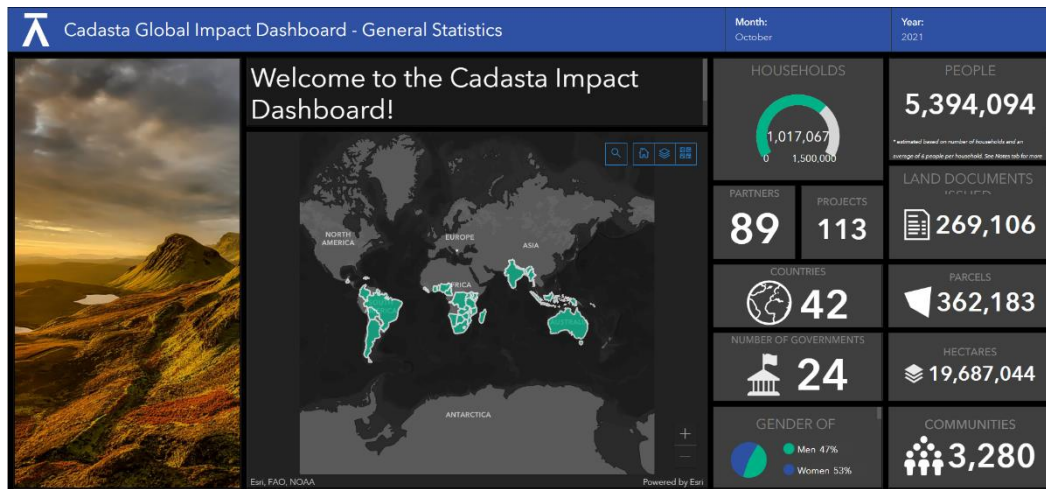 Cadasta Global Impact Dashboard - General Statistics
Month:
October
Year:
2021
Welcome to the Cadasta Impact
Dashboard!
NORTH
AMERICA
EUROPE
ASIA
AFRICA
AUSTRALIA
ANTARCTICA
Esri, FAO, NOAA
Powered by Esri
HOUSEHOLDS
1,017,067
0
1,500,000
PEOPLE
5,394,094
* estimated based on number of households and an
average of 6 people per household. See Notes tab for more
PARTNERS
89
PROJECTS
113
LAND DOCUMENTS
ISSUED
269,106
COUNTRIES
42
PARCELS
362,183
NUMBER OF GOVERNMENTS
24
HECTARES
19,687,044
GENDER OF
Men 47%
Women 53%
COMMUNITIES
3,280